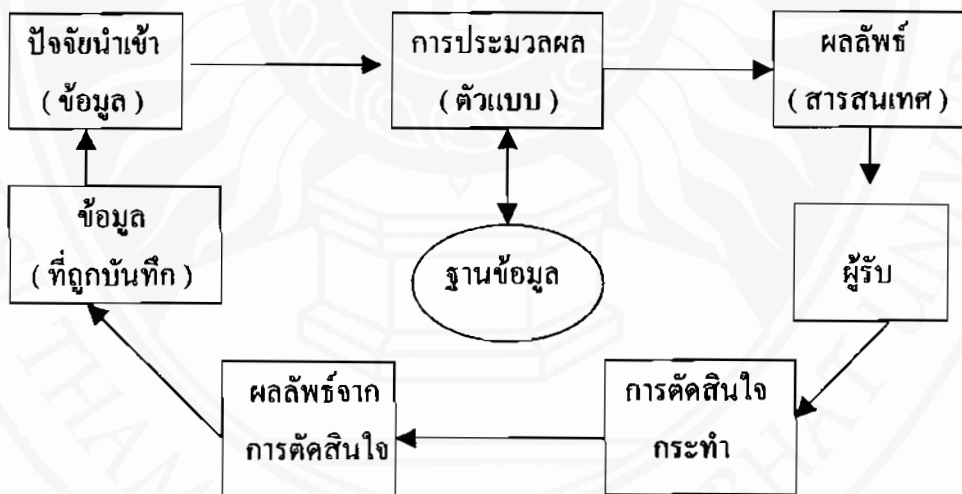 ปัจจัยนำเข้า
( ข้อมูล )
การประมวลผล
( ตัวแบบ )
ผลลัพธ์
( สารสนเทศ )
ข้อมูล
( ที่ถูกบันทึก )
ฐานข้อมูล
ผู้รับ
ผลลัพธ์จาก
การตัดสินใจ
การตัดสินใจ
กระทำ